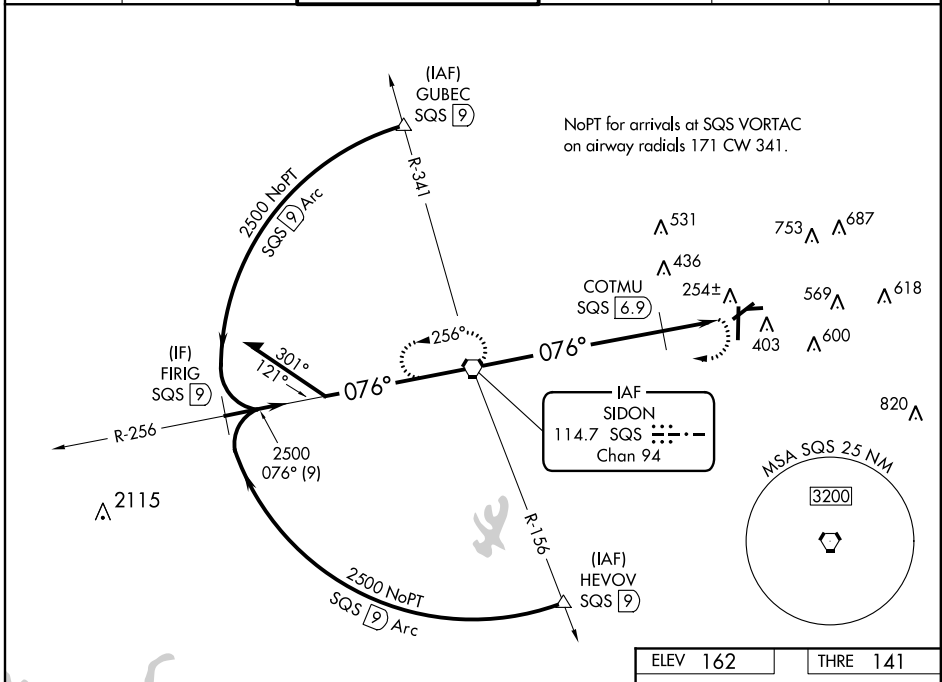 (IAF)
GUBEC
SQS 9
R-341
NoPT for arrivals at SQS VORTAC
on airway radials 171 CW 341.
2500 NoPT
SQS 9 Arc
531
753
687
436
COTMU
SQS 6.9
254±
569
618
403
600
256°
076°
(IF)
FIRIG
SQS 9
301°
121°
076°
R-256
2500
076° (9)
IAF
SIDON
114.7 SQS
Chan 94
820
2115
MSA SQS 25 NM
3200
R-156
(IAF)
HEVOV
SQS 9
2500 NoPT
SQS 9 Arc
ELEV 162
THRE 141